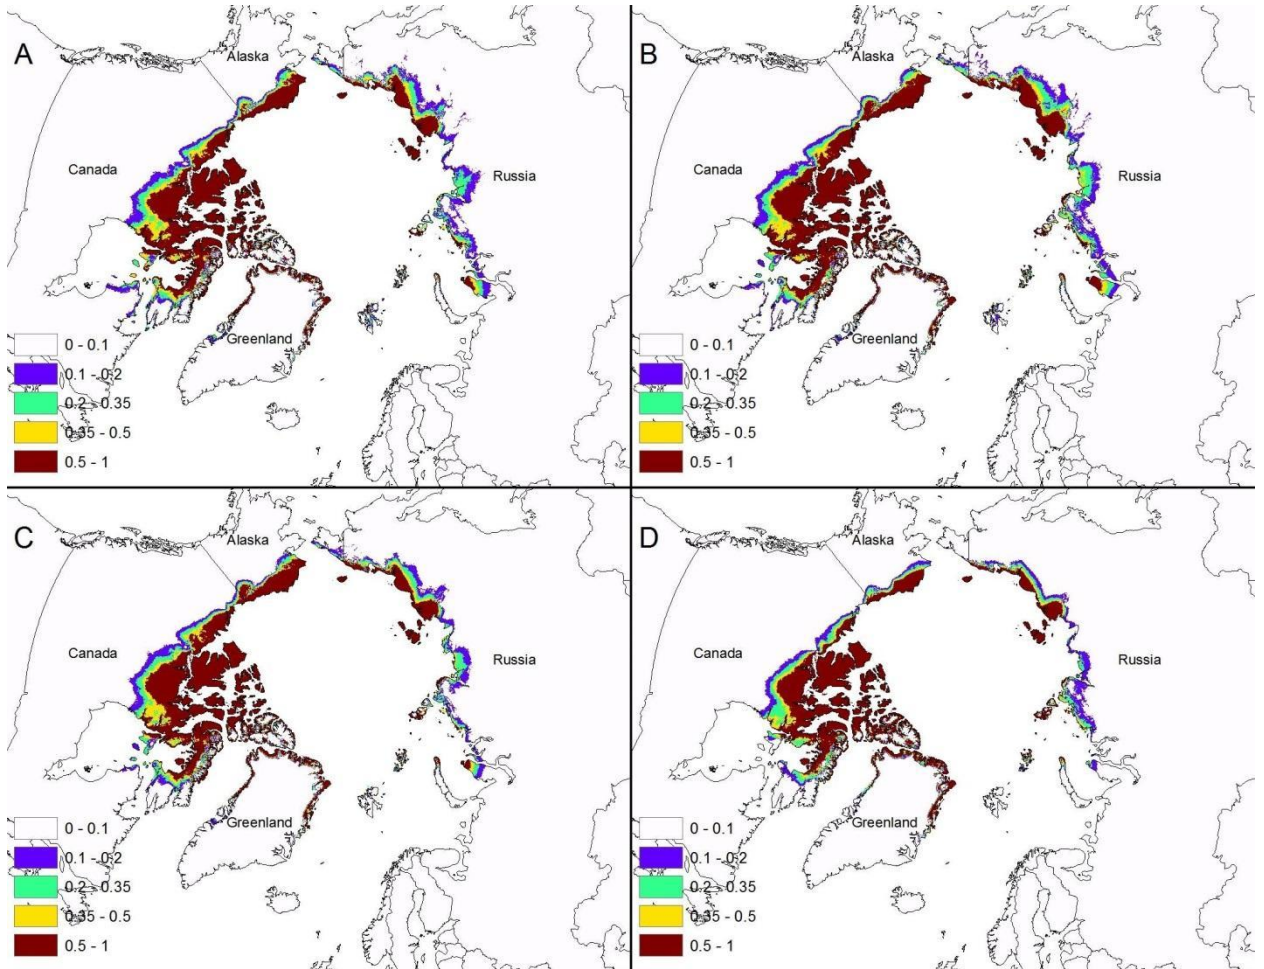 A
Alaska
Canada
Russia
Greenland
0 - 0.1
0.1 - 0.2
0.2 - 0.35
0.35 - 0.5
0.5 - 1
B
Alaska
Canada
Russia
Greenland
0 - 0.1
0.1 - 0.2
0.2 - 0.35
0.35 - 0.5
0.5 - 1
C
Alaska
Canada
Russia
Greenland
0 - 0.1
0.1 - 0.2
0.2 - 0.35
0.35 - 0.5
0.5 - 1
D
Alaska
Canada
Russia
Greenland
0 - 0.1
0.1 - 0.2
0.2 - 0.35
0.35 - 0.5
0.5 - 1